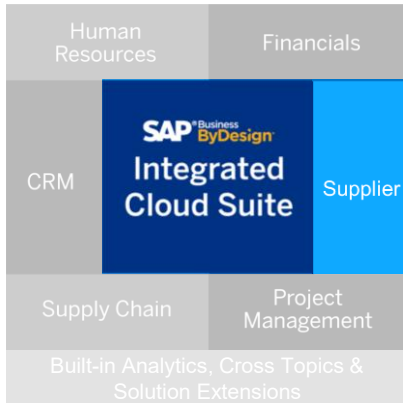 Human
Resources
Financials
CRM
SAP® Business
ByDesign®
Integrated
Cloud Suite
Supplier
Supply Chain
Project
Management
Built-in Analytics, Cross Topics &
Solution Extensions